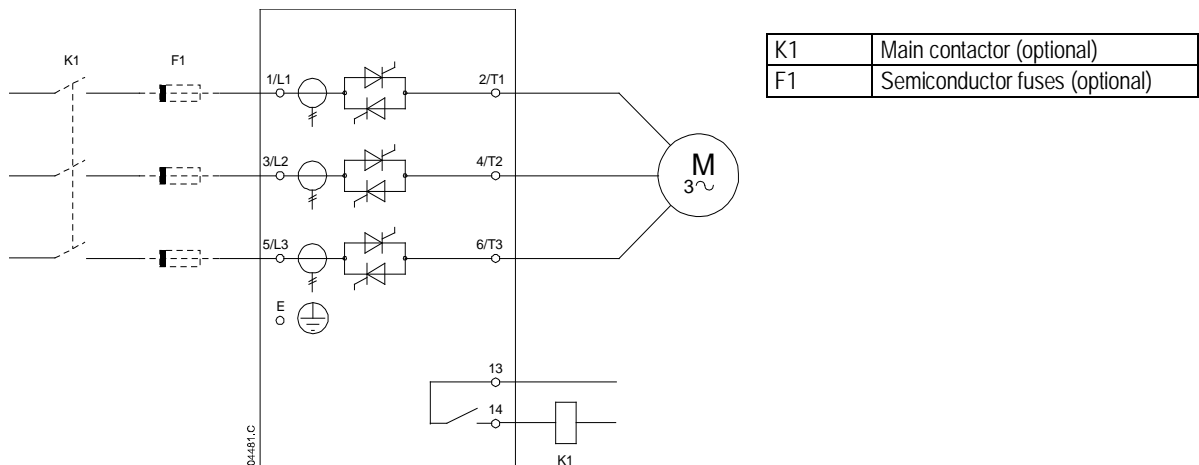 K1 F1
1/L1 2/T1
3/L2 4/T2
5/L3 6/T3
M
3~
E
13
14
K1
04481.C
K1 Main contactor (optional)
F1 Semiconductor fuses (optional)